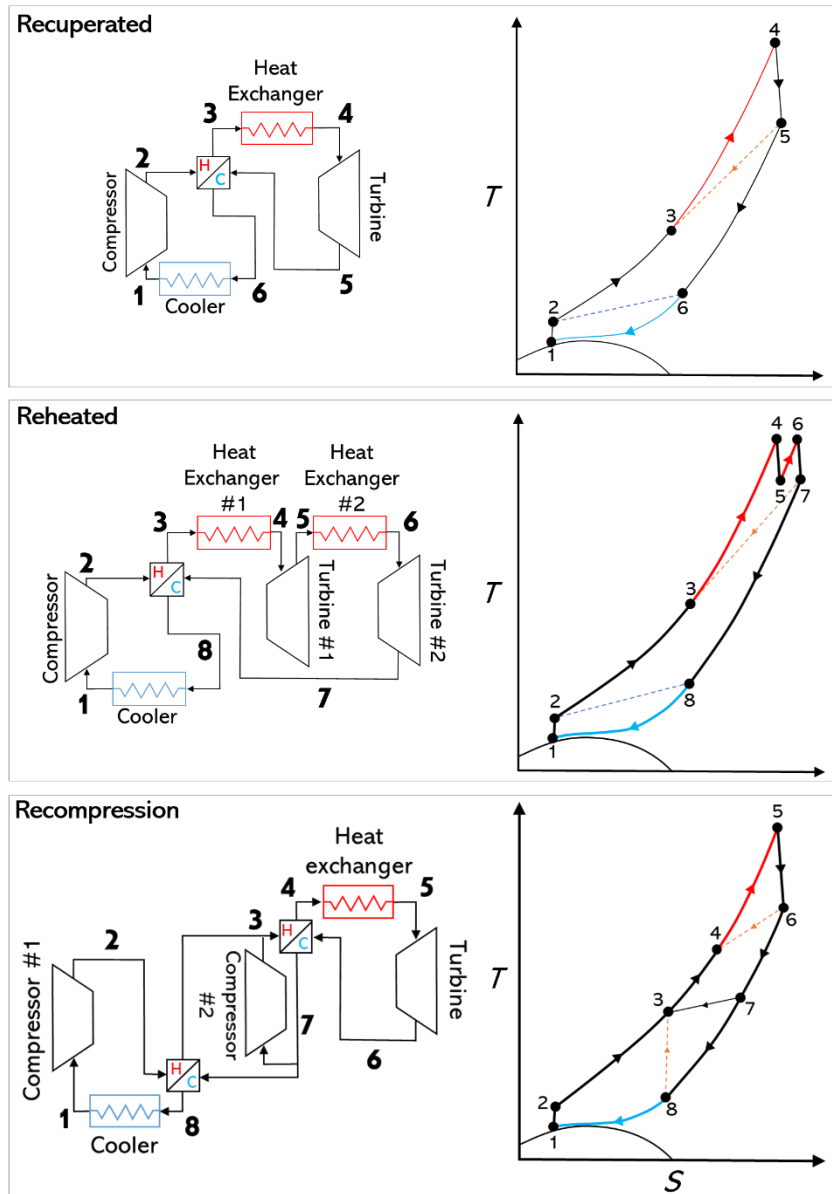 Recuperated
Heat
Exchanger
3
4
2
H
C
Compressor
Turbine
1
Cooler
6
5
T
4
5
3
2
6
1
Reheated
Heat
Exchanger
#1
Heat
Exchanger
#2
3
4
5
6
2
H
C
Compressor
Turbine #1
Turbine #2
8
1
Cooler
7
T
4
6
5
7
3
2
8
1
Recompression
Heat
exchanger
4
5
3
2
H
C
Compressor #1
Compressor
#2
Turbine
7
6
H
C
1
8
Cooler
T
5
6
4
3
7
2
8
1
S